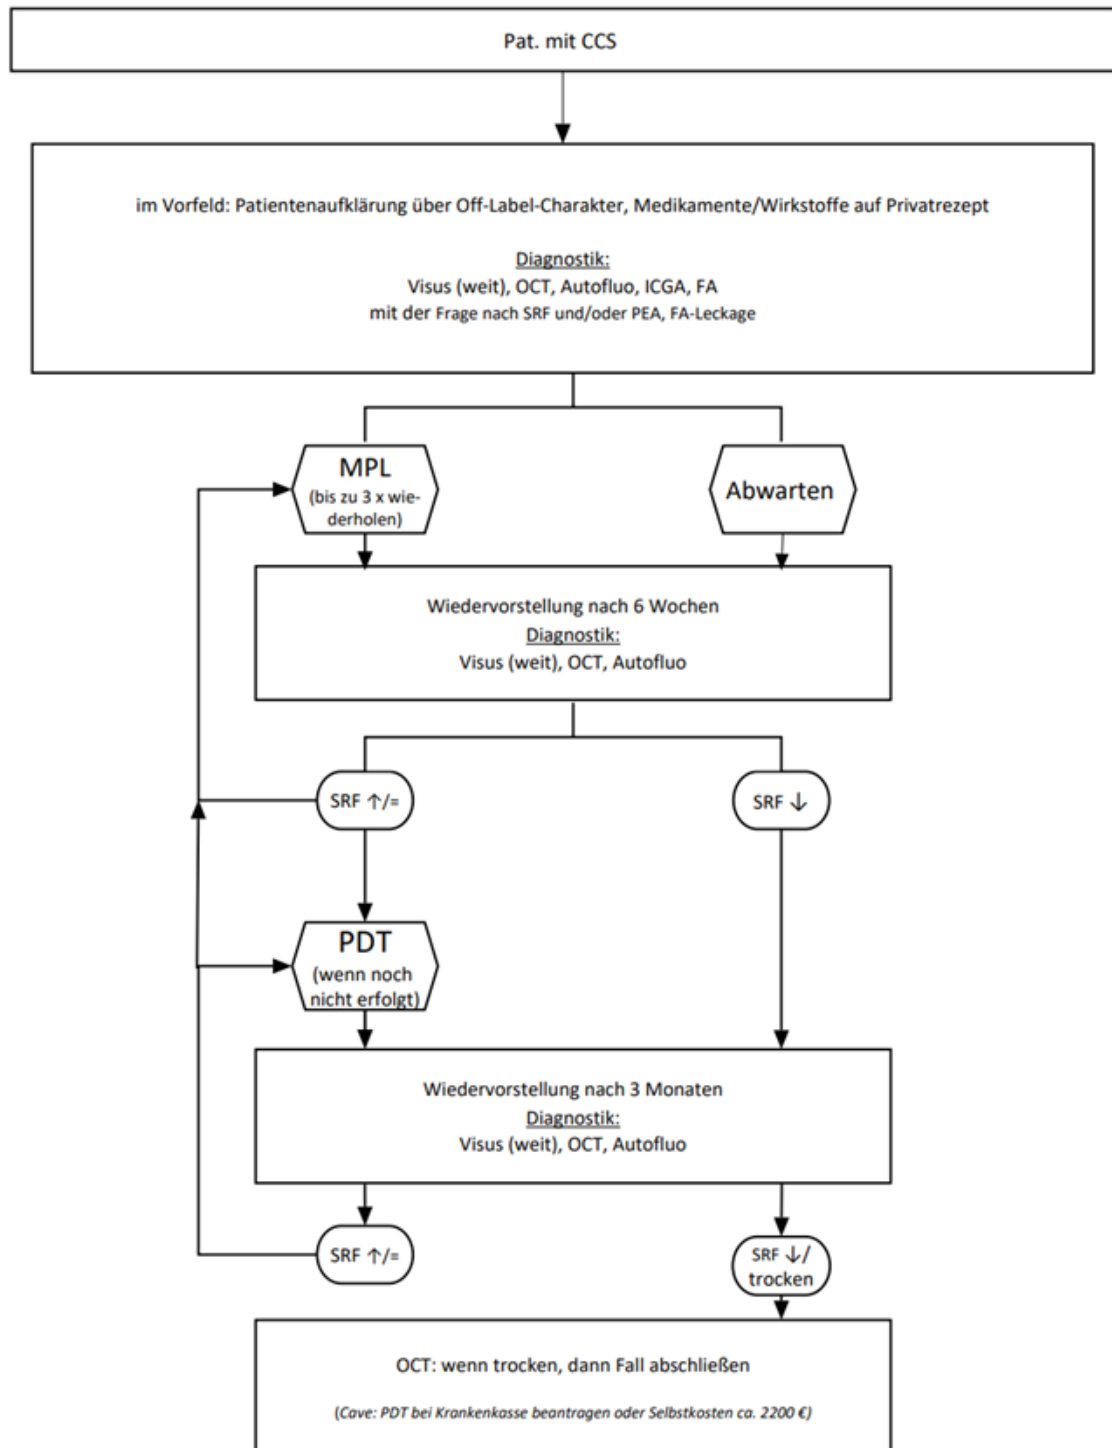 Pat. mit CCS
im Vorfeld: Patientenaufklärung über Off-Label-Charakter, Medikamente/Wirkstoffe auf Privatrezept
Diagnostik:
Visus (weit), OCT, Autofluo, ICGA, FA
mit der Frage nach SRF und/oder PEA, FA-Leckage
MPL
(bis zu 3 x wie-
derholen)
Abwarten
Wiedervorstellung nach 6 Wochen
Diagnostik:
Visus (weit), OCT, Autofluo
SRF ↑/=
SRF ↓
PDT
(wenn noch
nicht erfolgt)
Wiedervorstellung nach 3 Monaten
Diagnostik:
Visus (weit), OCT, Autofluo
SRF ↑/=
SRF ↓/
trocken
OCT: wenn trocken, dann Fall abschließen
(Cave: PDT bei Krankenkasse beantragen oder Selbstkosten ca. 2200 €)